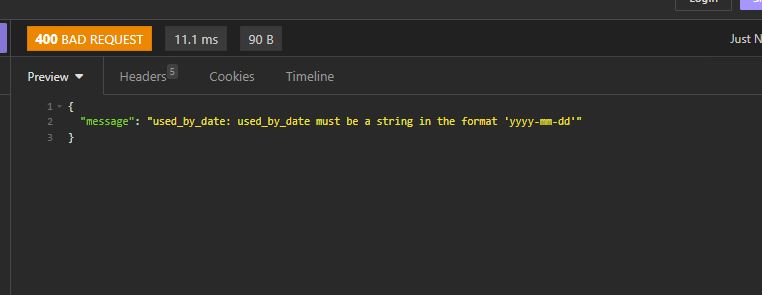 400 BAD REQUEST 11.1 ms 90 B Just N
Preview Headers 5 Cookies Timeline
1 {
2 "message": "used_by_date: used_by_date must be a string in the format 'yyyy-mm-dd'"
3 }